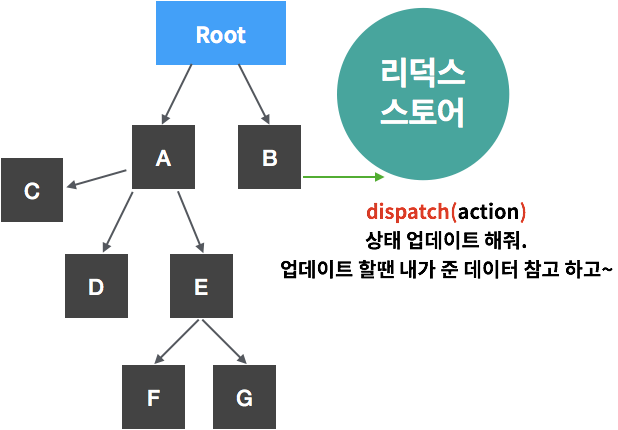 Root
리덕스
스토어
A
B
C
dispatch(action)
상태 업데이트 해줘.
업데이트 할땐 내가 준 데이터 참고 하고~
D
E
F
G